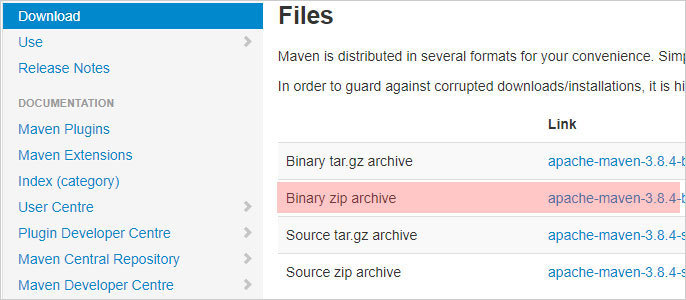 Download
Use
Release Notes
DOCUMENTATION
Maven Plugins
Maven Extensions
Index (category)
User Centre
Plugin Developer Centre
Maven Central Repository
Maven Developer Centre
Files
Maven is distributed in several formats for your convenience.
In order to guard against corrupted downloads/installations, it is
Link
Binary tar.gz archive apache-maven-3.8.4-b
Binary zip archive apache-maven-3.8.4-b
Source tar.gz archive apache-maven-3.8.4-s
Source zip archive apache-maven-3.8.4-s